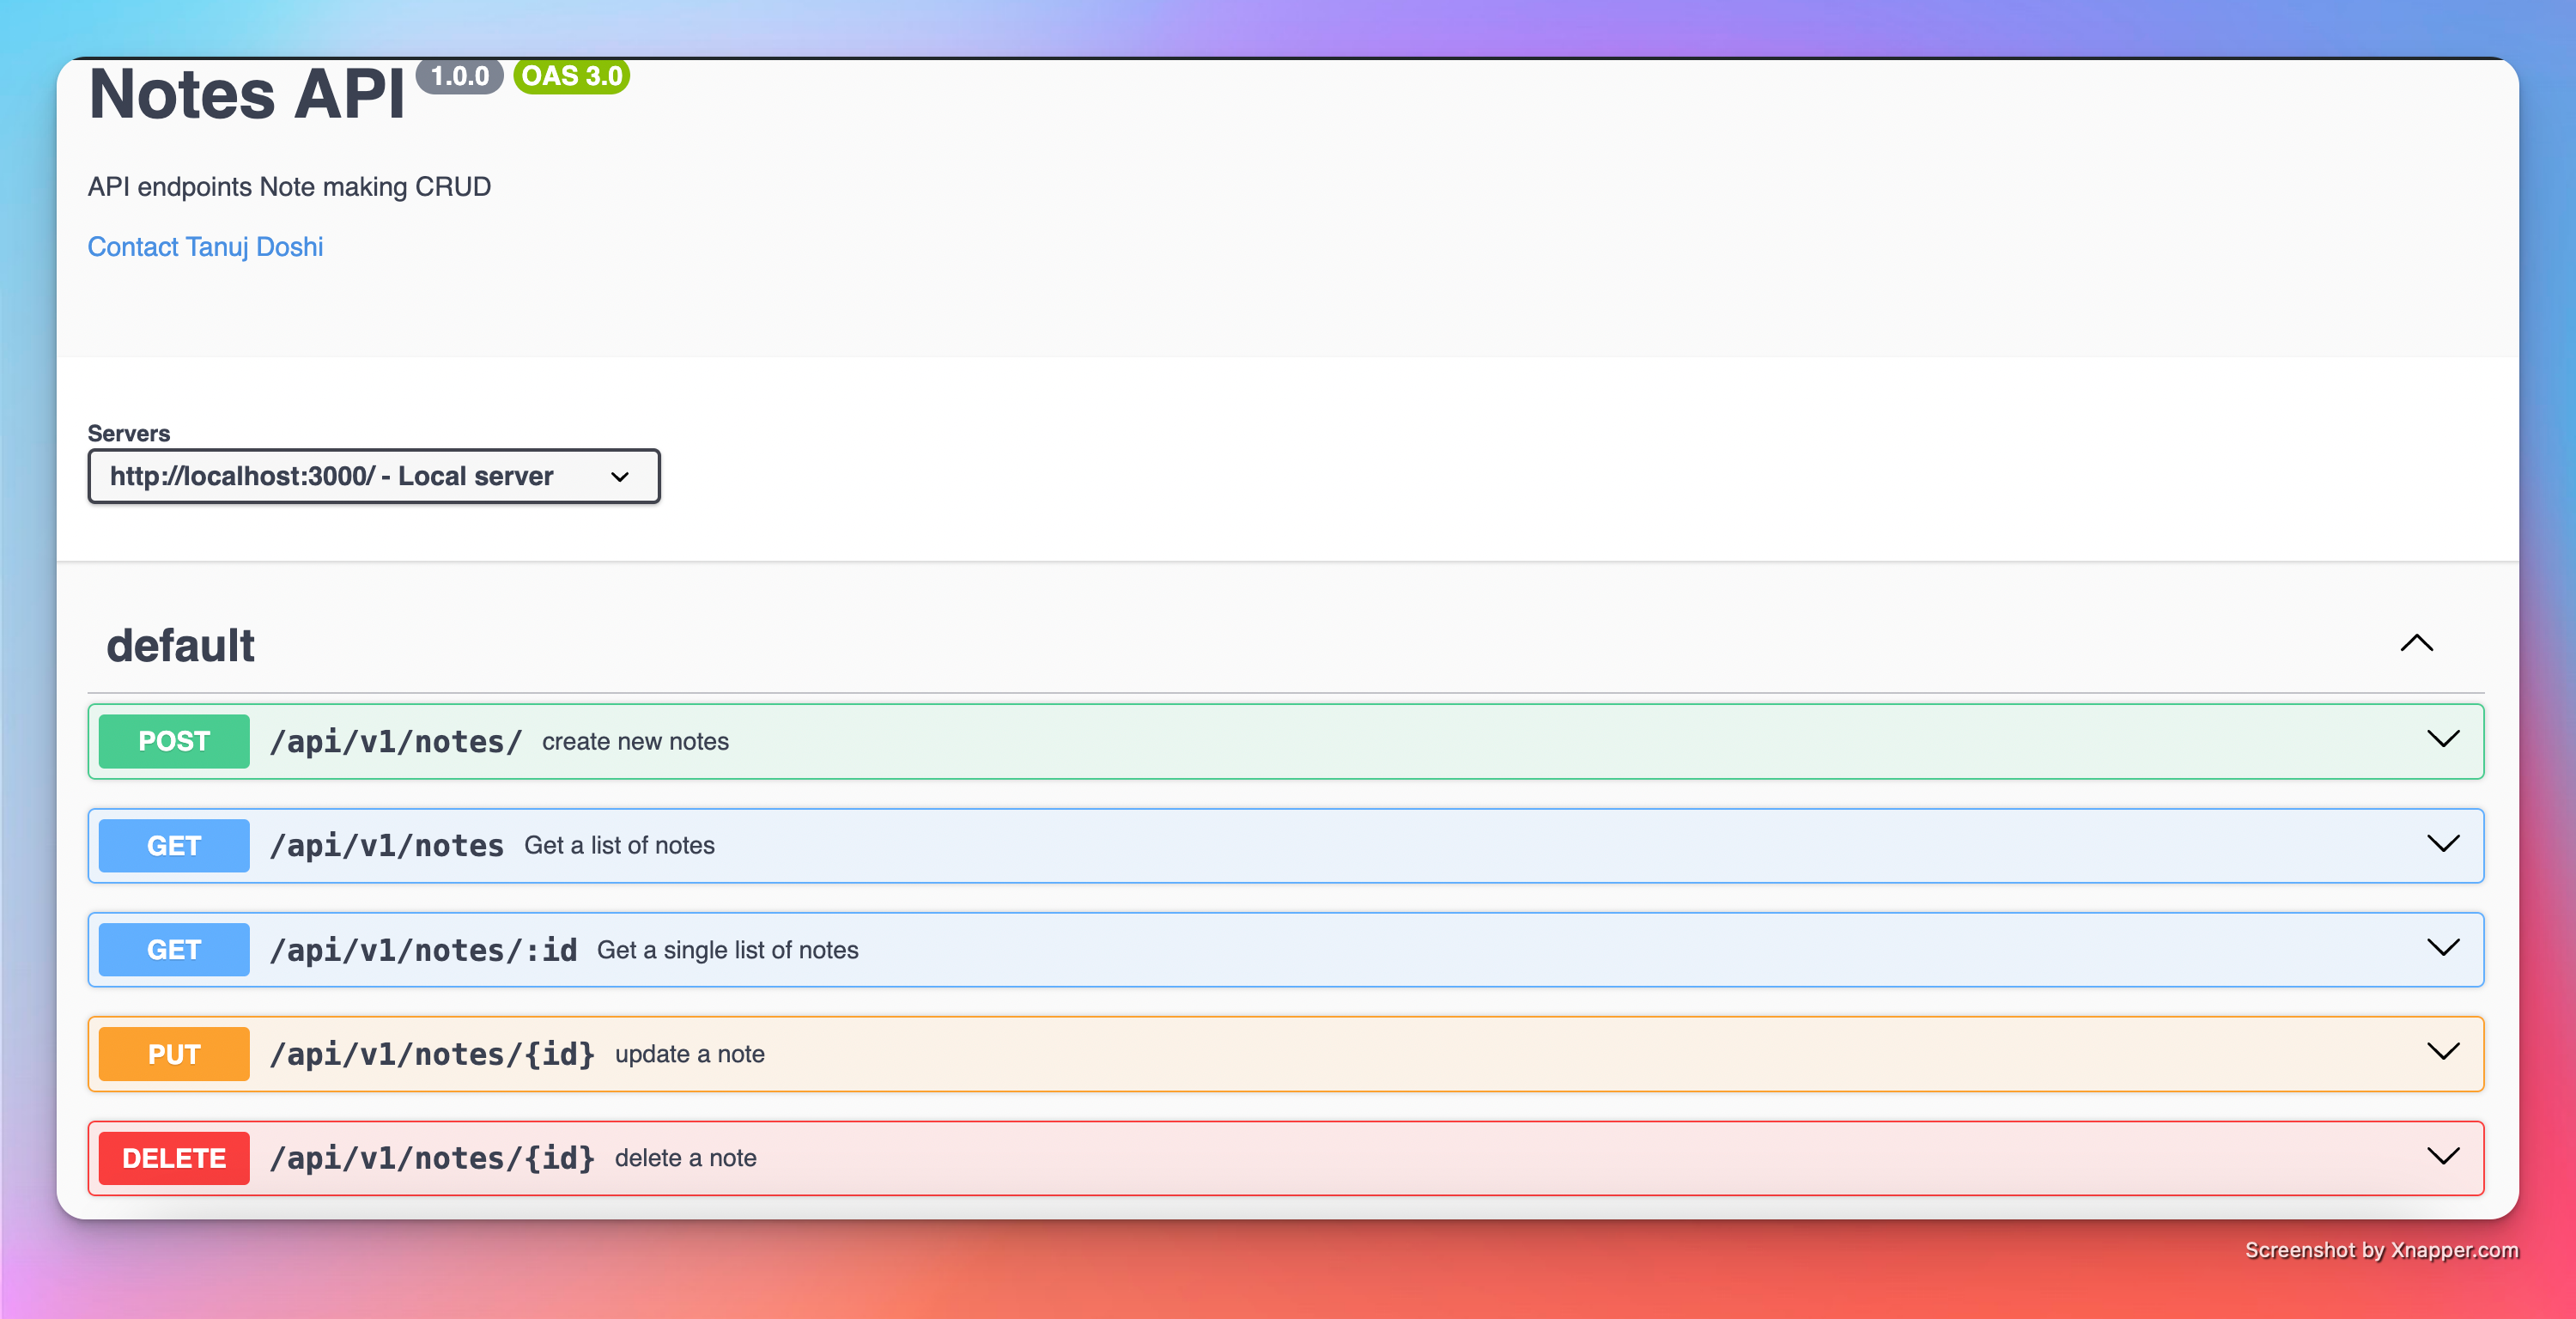 Notes API 1.0.0 OAS 3.0
API endpoints Note making CRUD
Contact Tanuj Doshi
Servers
http://localhost:3000/ - Local server
default
POST /api/v1/notes/ create new notes
GET /api/v1/notes Get a list of notes
GET /api/v1/notes/:id Get a single list of notes
PUT /api/v1/notes/{id} update a note
DELETE /api/v1/notes/{id} delete a note
Screenshot by Xnapper.com